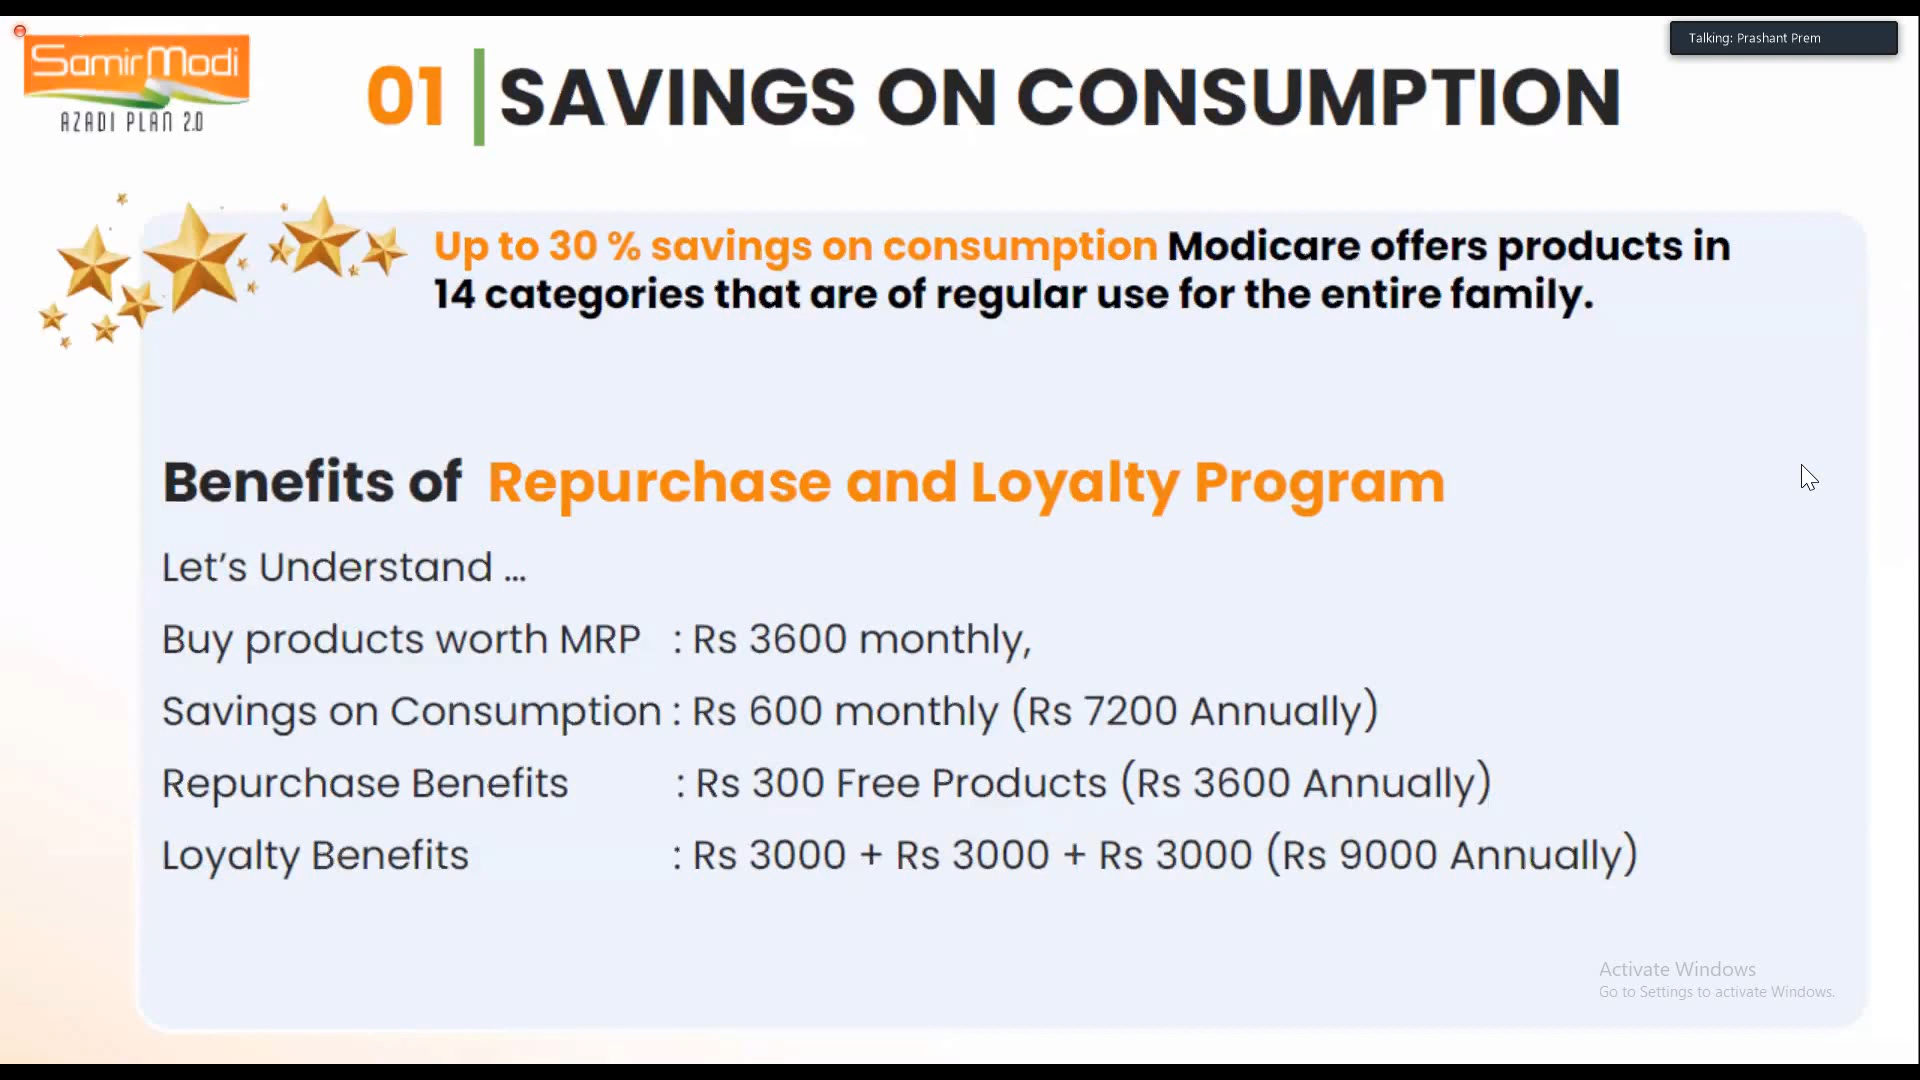 SamirModi
AZADI PLAN 2.0
Talking: Prashant Prem
01 SAVINGS ON CONSUMPTION
Up to 30 % savings on consumption Modicare offers products in
14 categories that are of regular use for the entire family.
Benefits of Repurchase and Loyalty Program
Let’s Understand ...
Buy products worth MRP : Rs 3600 monthly,
Savings on Consumption : Rs 600 monthly (Rs 7200 Annually)
Repurchase Benefits : Rs 300 Free Products (Rs 3600 Annually)
Loyalty Benefits : Rs 3000 + Rs 3000 + Rs 3000 (Rs 9000 Annually)
Activate Windows
Go to Settings to activate Windows.